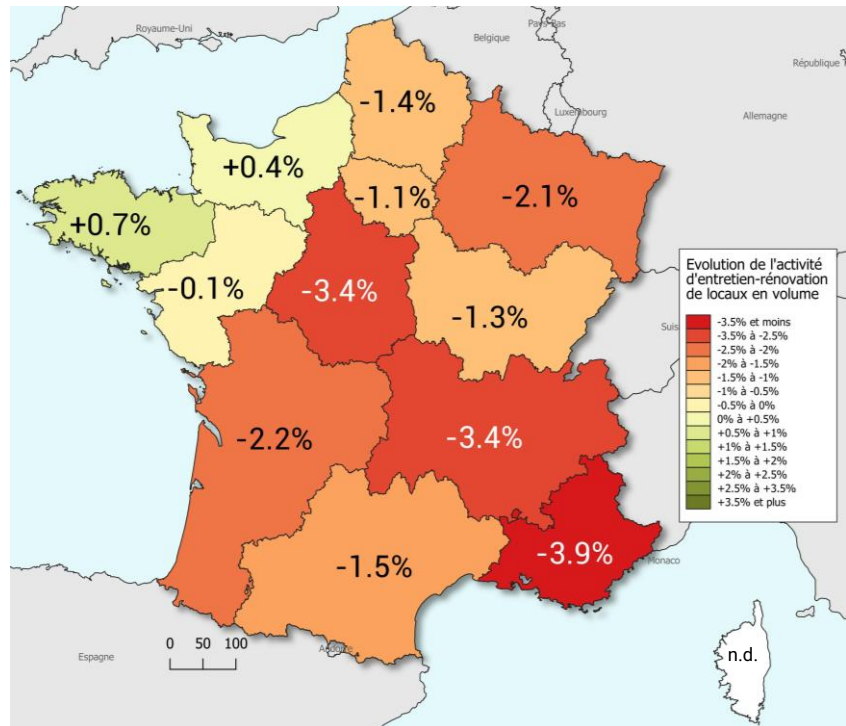 Royaume-Uni
Pays-Bas
Belgique
République
Luxembourg
Allemagne
-1.4%
+0.4%
-1.1%
-2.1%
+0.7%
-0.1%
-3.4%
-1.3%
Suis
-2.2%
-3.4%
-1.5%
-3.9%
Monaco
Evolution de l'activité
d'entretien-rénovation
de locaux en volume
-3.5% et moins
-3.5% à -2.5%
-2.5% à -2%
-2% à -1.5%
-1.5% à -1%
-1% à -0.5%
-0.5% à 0%
0% à +0.5%
+0.5% à +1%
+1% à +1.5%
+1.5% à +2%
+2% à +2.5%
+2.5% à +3.5%
+3.5% et plus
0 50 100
Espagne
Andorre
n.d.